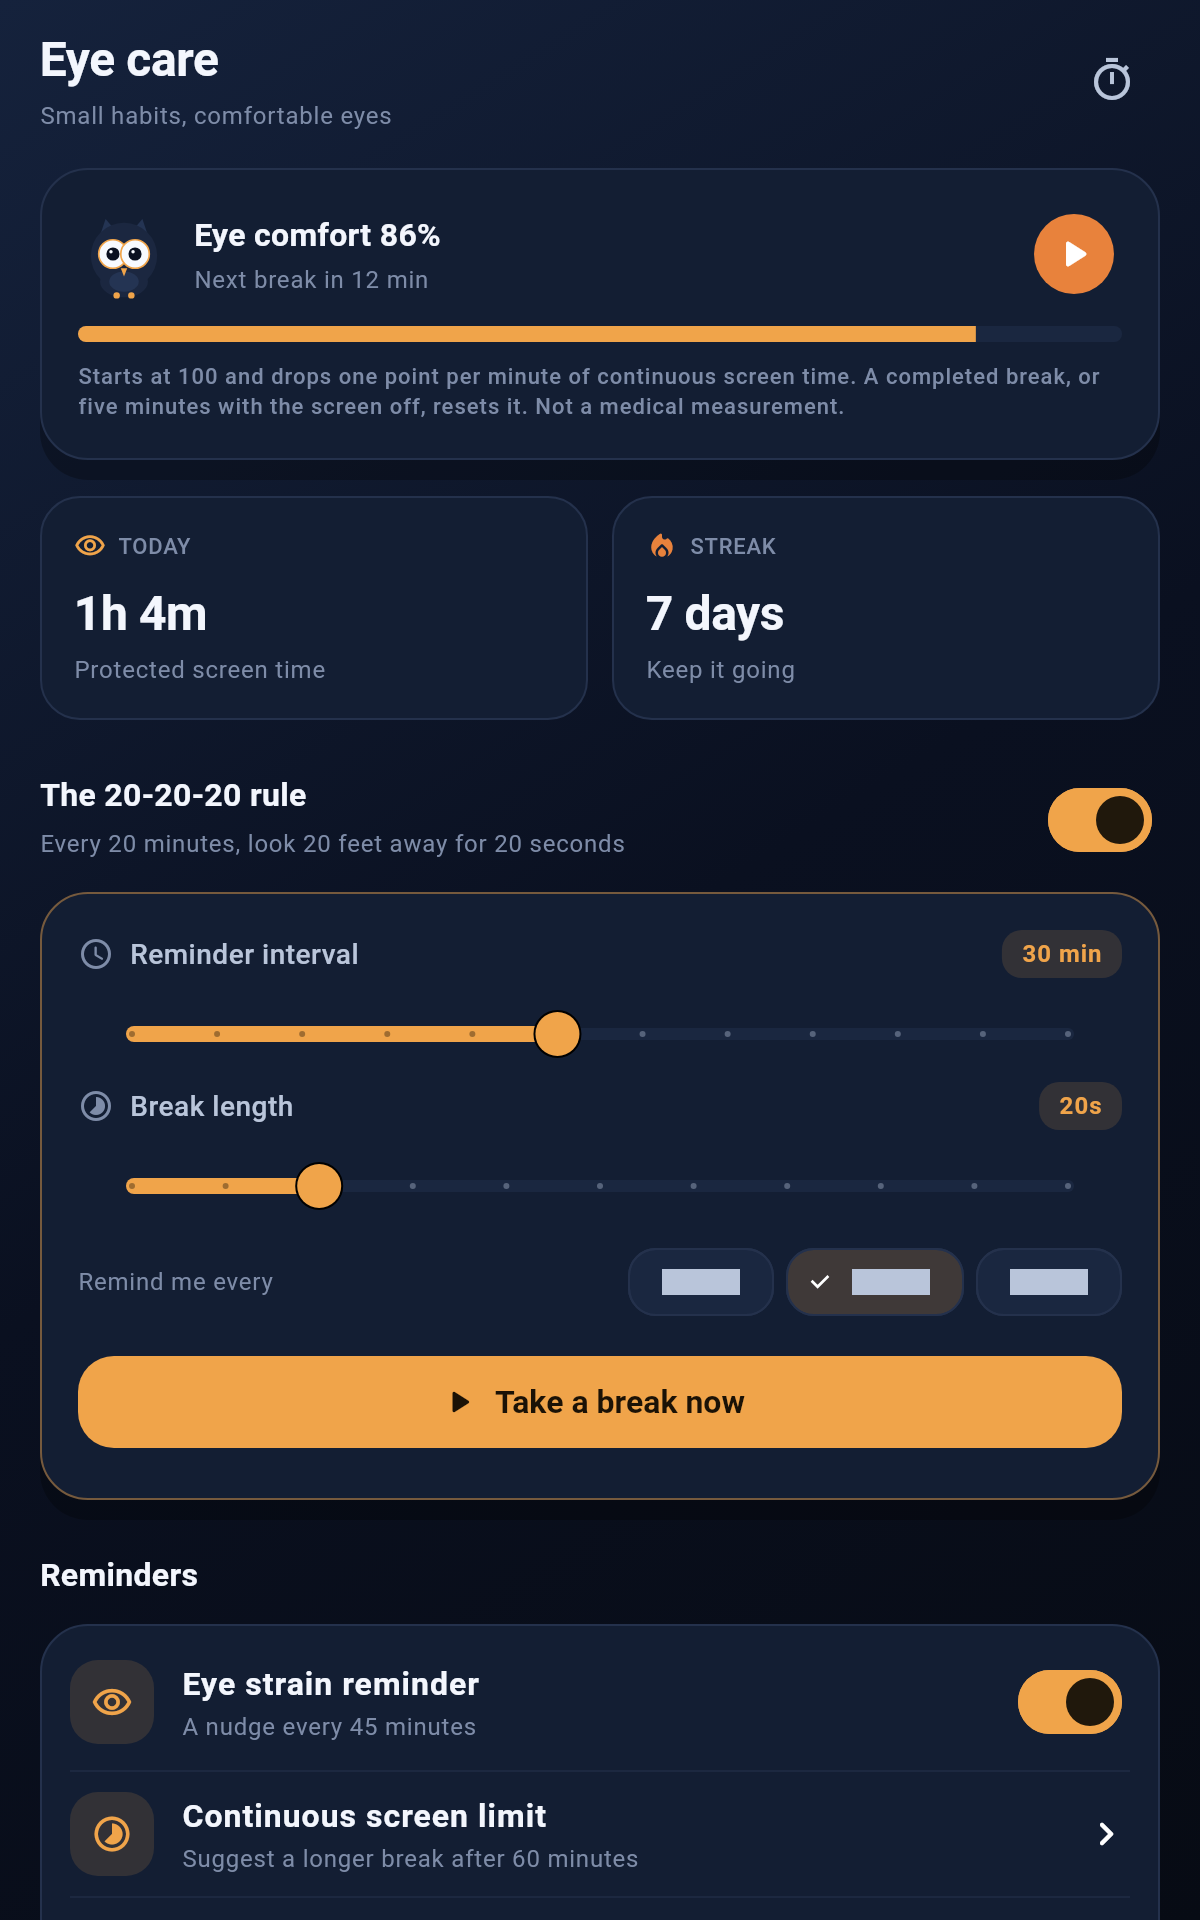 Eye care
Small habits, comfortable eyes
Eye comfort 86%
Next break in 12 min
Starts at 100 and drops one point per minute of continuous screen time. A completed break, or
five minutes with the screen off, resets it. Not a medical measurement.
TODAY
1h 4m
Protected screen time
STREAK
7 days
Keep it going
The 20-20-20 rule
Every 20 minutes, look 20 feet away for 20 seconds
Reminder interval
30 min
Break length
20s
Remind me every
Take a break now
Reminders
Eye strain reminder
A nudge every 45 minutes
Continuous screen limit
Suggest a longer break after 60 minutes